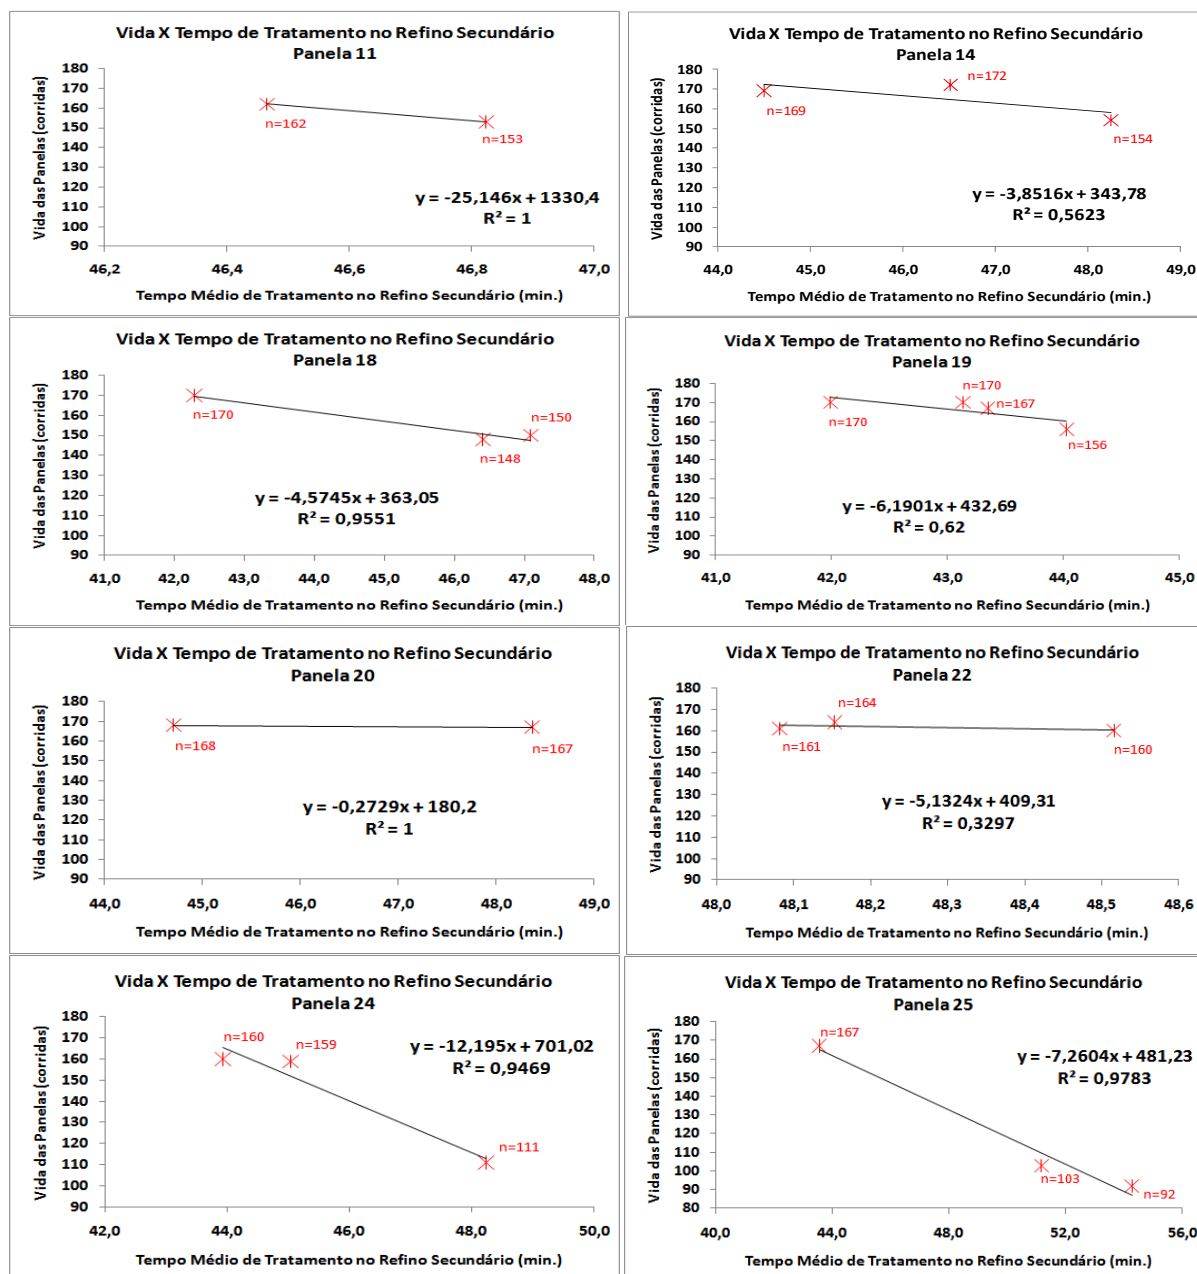 Vida X Tempo de Tratamento no Refino Secundário
Panela 11
Vida das Panelas (corridas)
180
170
160
150
140
130
120
110
100
90
n=162
n=153
y = -25,146x + 1330,4
R² = 1
46,2 46,4 46,6 46,8 47,0
Tempo Médio de Tratamento no Refino Secundário (min.)
Vida X Tempo de Tratamento no Refino Secundário
Panela 14
Vida das Panelas (corridas)
180
170
160
150
140
130
120
110
100
90
n=172
n=169
n=154
y = -3,8516x + 343,78
R² = 0,5623
44,0 45,0 46,0 47,0 48,0 49,0
Tempo Médio de Tratamento no Refino Secundário (min.)
Vida X Tempo de Tratamento no Refino Secundário
Panela 18
Vida das Panelas (corridas)
180
170
160
150
140
130
120
110
100
90
n=170
n=150
n=148
y = -4,5745x + 363,05
R² = 0,9551
41,0 42,0 43,0 44,0 45,0 46,0 47,0 48,0
Tempo Médio de Tratamento no Refino Secundário (min.)
Vida X Tempo de Tratamento no Refino Secundário
Panela 19
Vida das Panelas (corridas)
180
170
160
150
140
130
120
110
100
90
n=170
n=167
n=170
n=156
y = -6,1901x + 432,69
R² = 0,62
41,0 42,0 43,0 44,0 45,0
Tempo Médio de Tratamento no Refino Secundário (min.)
Vida X Tempo de Tratamento no Refino Secundário
Panela 20
Vida das Panelas (corridas)
180
170
160
150
140
130
120
110
100
90
n=168
n=167
y = -0,2729x + 180,2
R² = 1
44,0 45,0 46,0 47,0 48,0 49,0
Tempo Médio de Tratamento no Refino Secundário (min.)
Vida X Tempo de Tratamento no Refino Secundário
Panela 22
Vida das Panelas (corridas)
180
170
160
150
140
130
120
110
100
90
n=164
n=161
n=160
y = -5,1324x + 409,31
R² = 0,3297
48,0 48,1 48,2 48,3 48,4 48,5 48,6
Tempo Médio de Tratamento no Refino Secundário (min.)
Vida X Tempo de Tratamento no Refino Secundário
Panela 24
Vida das Panelas (corridas)
180
170
160
150
140
130
120
110
100
90
n=160
n=159
n=111
y = -12,195x + 701,02
R² = 0,9469
42,0 44,0 46,0 48,0 50,0
Tempo Médio de Tratamento no Refino Secundário (min.)
Vida X Tempo de Tratamento no Refino Secundário
Panela 25
Vida das Panelas (corridas)
180
170
160
150
140
130
120
110
100
90
80
n=167
n=103
n=92
y = -7,2604x + 481,23
R² = 0,9783
40,0 44,0 48,0 52,0 56,0
Tempo Médio de Tratamento no Refino Secundário (min.)